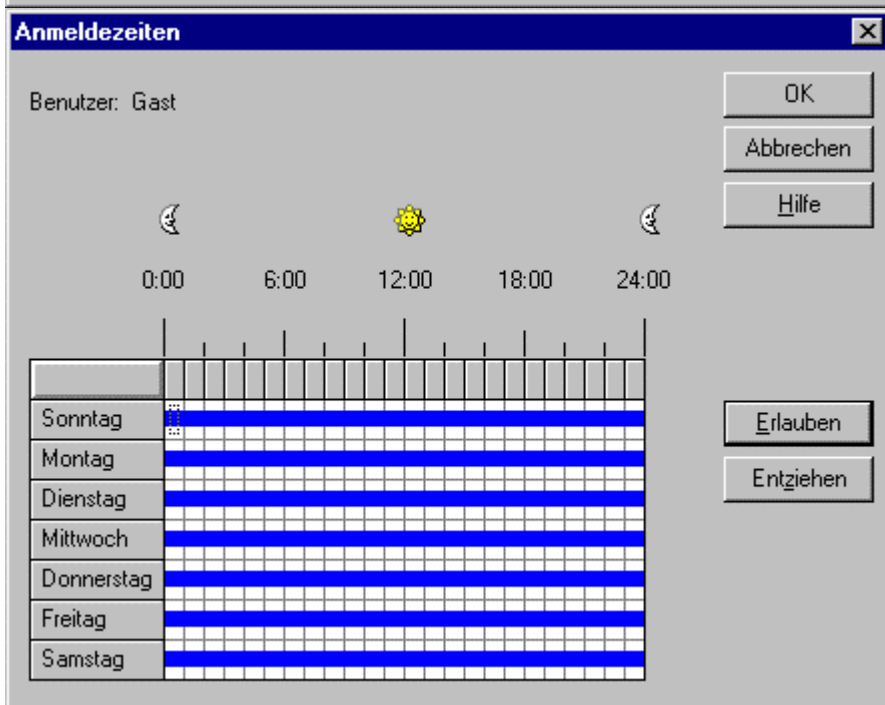 Anmeldezeiten
Benutzer: Gast
OK
Abbrechen
Hilfe
0:00 6:00 12:00 18:00 24:00
Sonntag
Montag
Dienstag
Mittwoch
Donnerstag
Freitag
Samstag
Erlauben
Entziehen